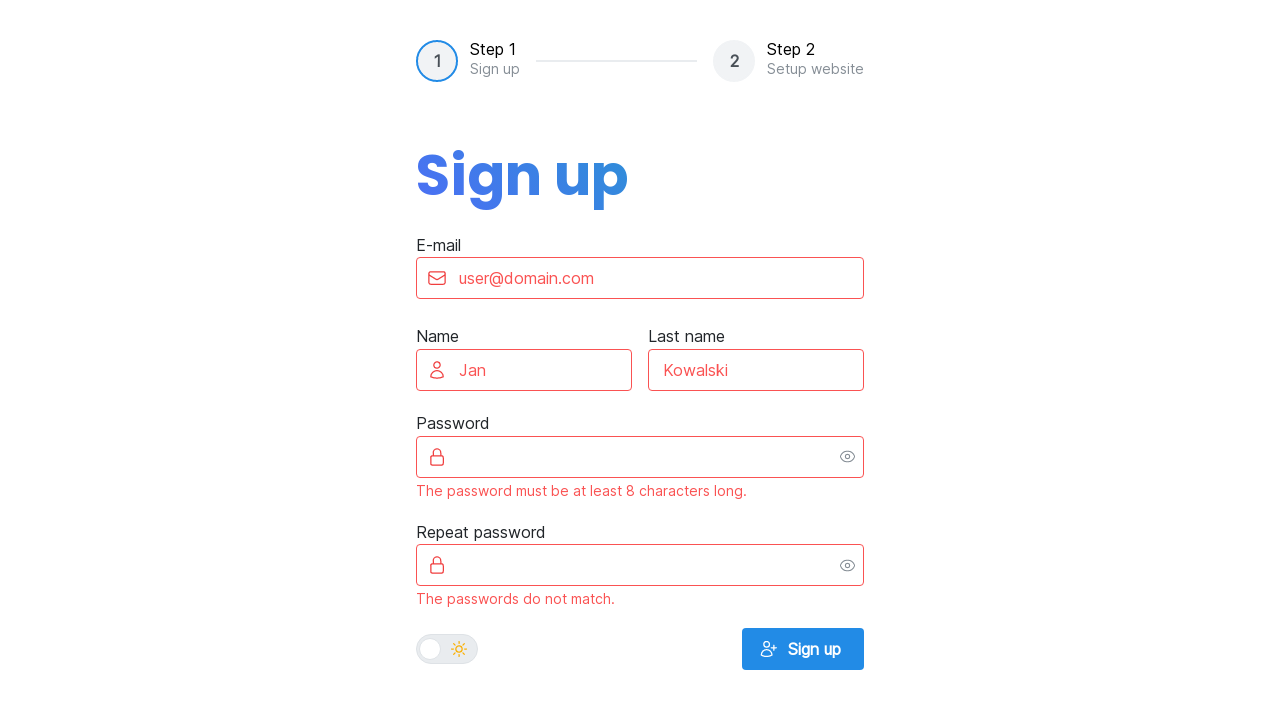 1
Step 1
Sign up
2
Step 2
Setup website
Sign up
E-mail
user@domain.com
Name
Last name
Jan
Kowalski
Password
The password must be at least 8 characters long.
Repeat password
The passwords do not match.
Sign up